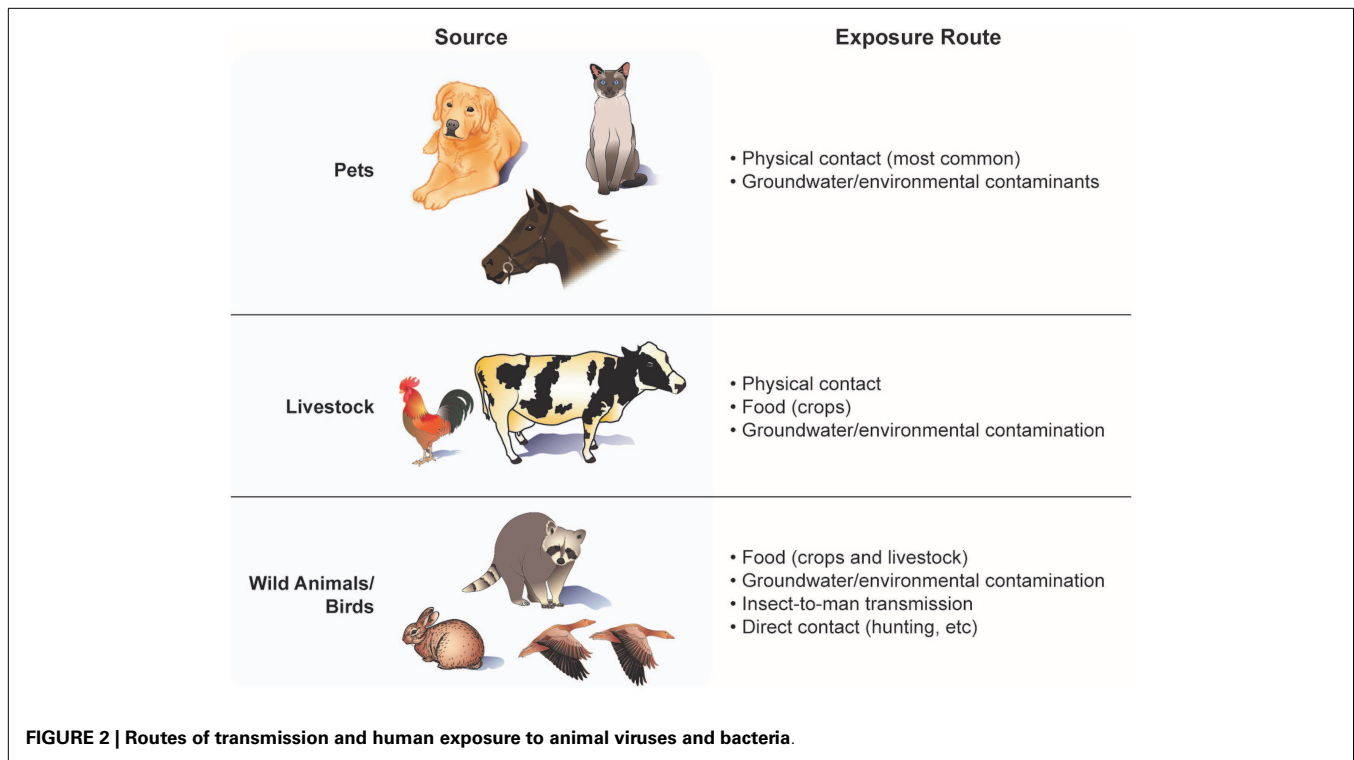 Source
Exposure Route
Pets
• Physical contact (most common)
• Groundwater/environmental contaminants
Livestock
• Physical contact
• Food (crops)
• Groundwater/environmental contamination
Wild Animals/
Birds
• Food (crops and livestock)
• Groundwater/environmental contamination
• Insect-to-man transmission
• Direct contact (hunting, etc)
FIGURE 2 | Routes of transmission and human exposure to animal viruses and bacteria.